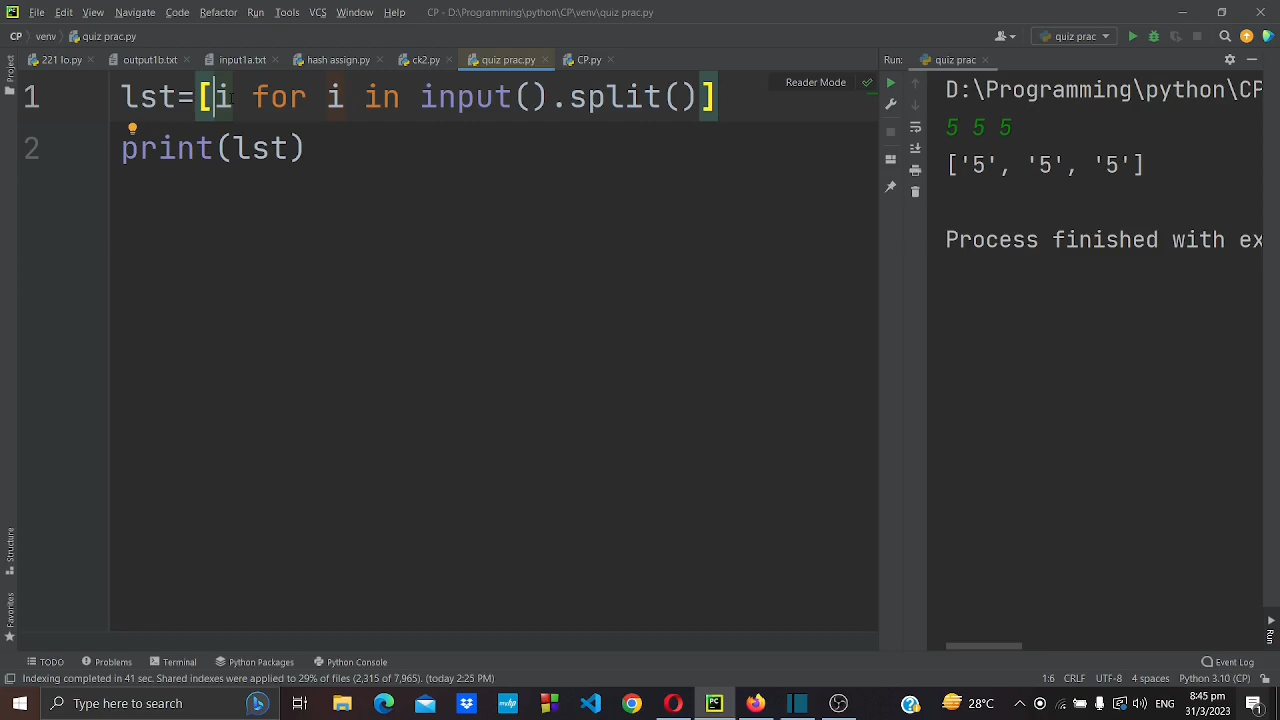 File Edit View Navigate Code Refactor Run Tools VCS Window Help CP - D:\Programming\python\CP\venv\quiz prac.py
CP venv quiz prac.py quiz prac
Project
221 lo.py output1b.txt input1a.txt hash assign.py ck2.py quiz prac.py CP.py Run: quiz prac
Reader Mode
1 lst=[i for i in input().split()]
2 print(lst)
D:\Programming\python\CP
5 5 5
['5', '5', '5']
Process finished with ex
Structure
Favorites
Run
TODO Problems Terminal Python Packages Python Console Event Log
Indexing completed in 41 sec. Shared indexes were applied to 29% of files (2,315 of 7,965). (today 2:25 PM) 1:6 CRLF UTF-8 4 spaces Python 3.10 (CP)
Type here to search 28°C ENG 8:45 pm
31/3/2023